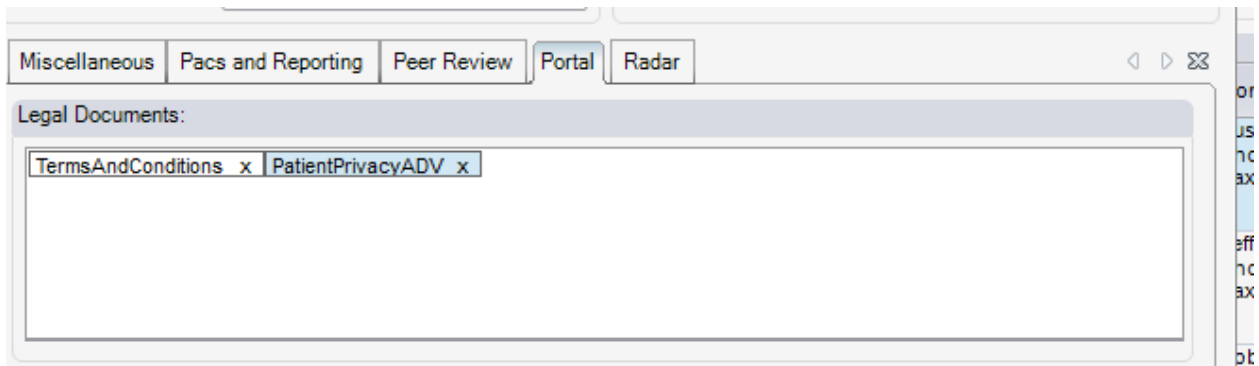 Miscellaneous Pacs and Reporting Peer Review Portal Radar
Legal Documents:
TermsAndConditions x PatientPrivacyADV x